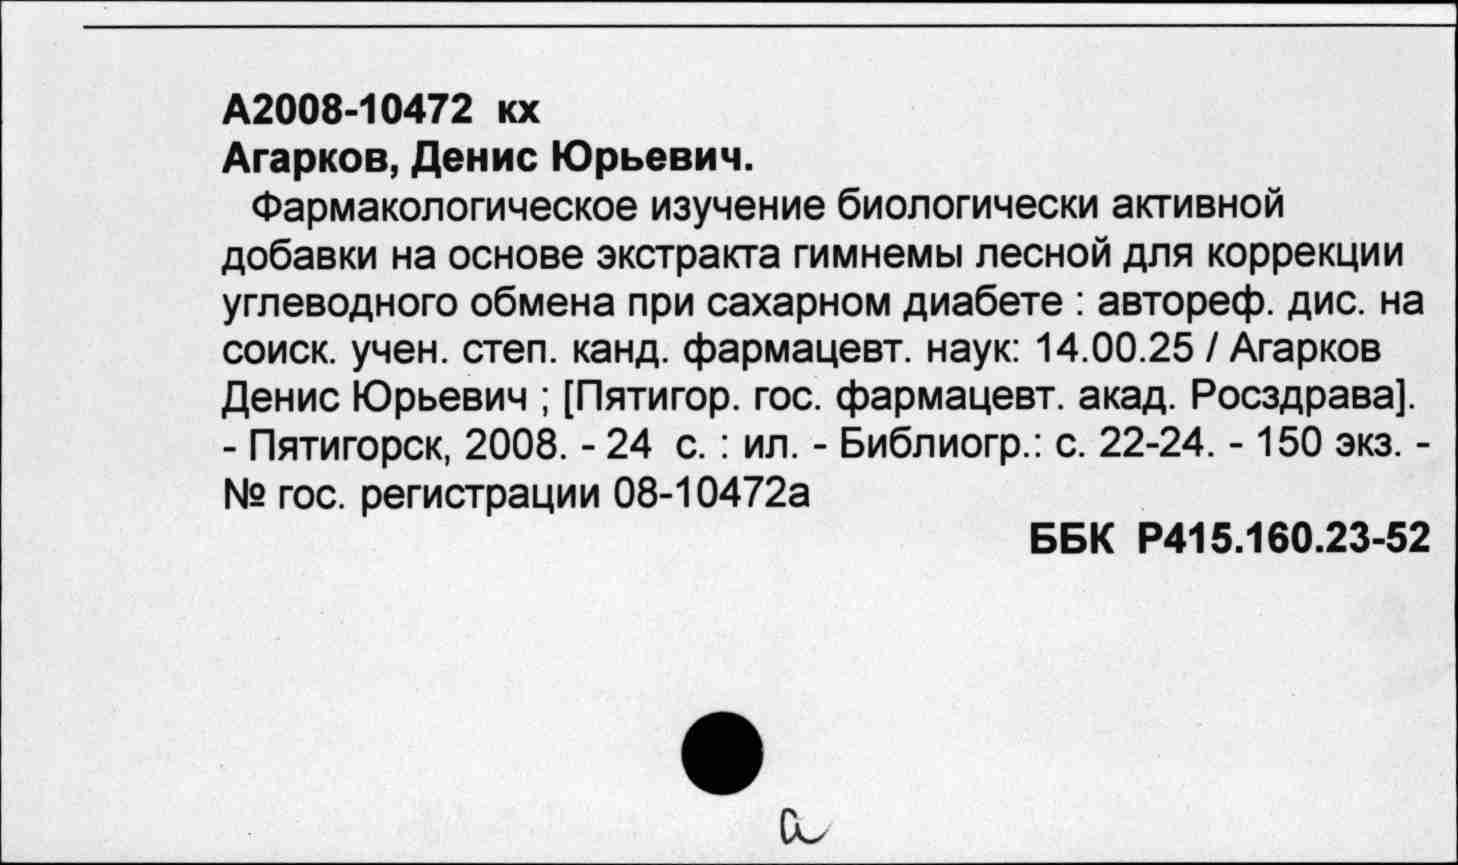 А2008-10472 кх
Агарков, Денис Юрьевич.
Фармакологическое изучение биологически активной
добавки на основе экстракта гимнемы лесной для коррекции
углеводного обмена при сахарном диабете : автореф. дис. на
соиск. учен. степ. канд. фармацевт. наук: 14.00.25 / Агарков
Денис Юрьевич ; [Пятигор. гос. фармацевт. акад. Росздрава].
- Пятигорск, 2008. - 24 с. : ил. - Библиогр.: с. 22-24. - 150 экз. -
№ гос. регистрации 08-10472а
ББК Р415.160.23-52
а